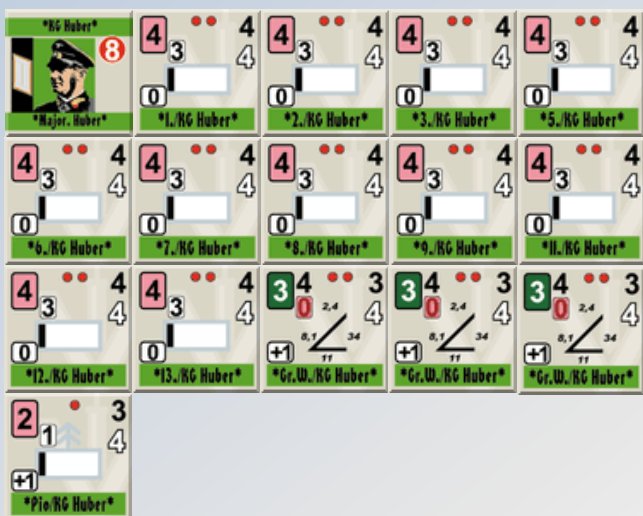 *KG Huber*
8
*Major. Huber*
4 4
3 4
0
*1./KG Huber*
4 4
3 4
0
*2./KG Huber*
4 4
3 4
0
*3./KG Huber*
4 4
3 4
0
*5./KG Huber*
4 4
3 4
0
*6./KG Huber*
4 4
3 4
0
*7./KG Huber*
4 4
3 4
0
*8./KG Huber*
4 4
3 4
0
*9./KG Huber*
4 4
3 4
0
*11./KG Huber*
4 4
3 4
0
*12./KG Huber*
4 4
3 4
0
*13./KG Huber*
3 4 3
0 2,4 4
8,1 34
+1 11
*Gr.W./KG Huber*
3 4 3
0 2,4 4
8,1 34
+1 11
*Gr.W./KG Huber*
3 4 3
0 2,4 4
8,1 34
+1 11
*Gr.W./KG Huber*
2 3
1 4
+1
*Pio/KG Huber*